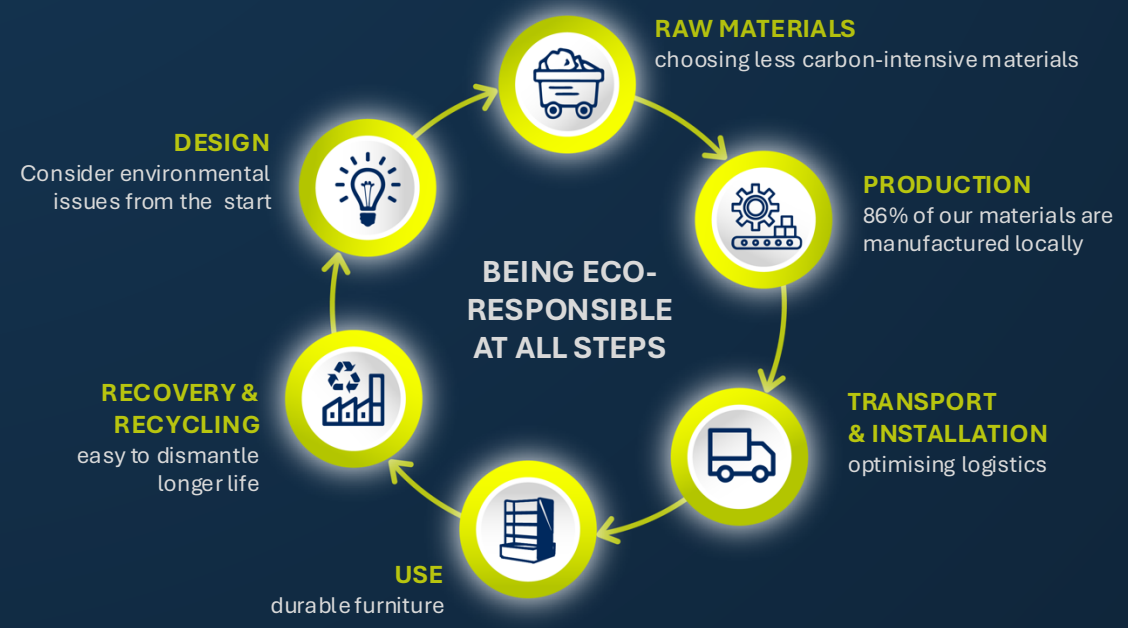 RAW MATERIALS
choosing less carbon-intensive materials
DESIGN
Consider environmental
issues from the start
PRODUCTION
86% of our materials are
manufactured locally
BEING ECO-
RESPONSIBLE
AT ALL STEPS
RECOVERY &
RECYCLING
easy to dismantle
longer life
TRANSPORT
& INSTALLATION
optimising logistics
USE
durable furniture